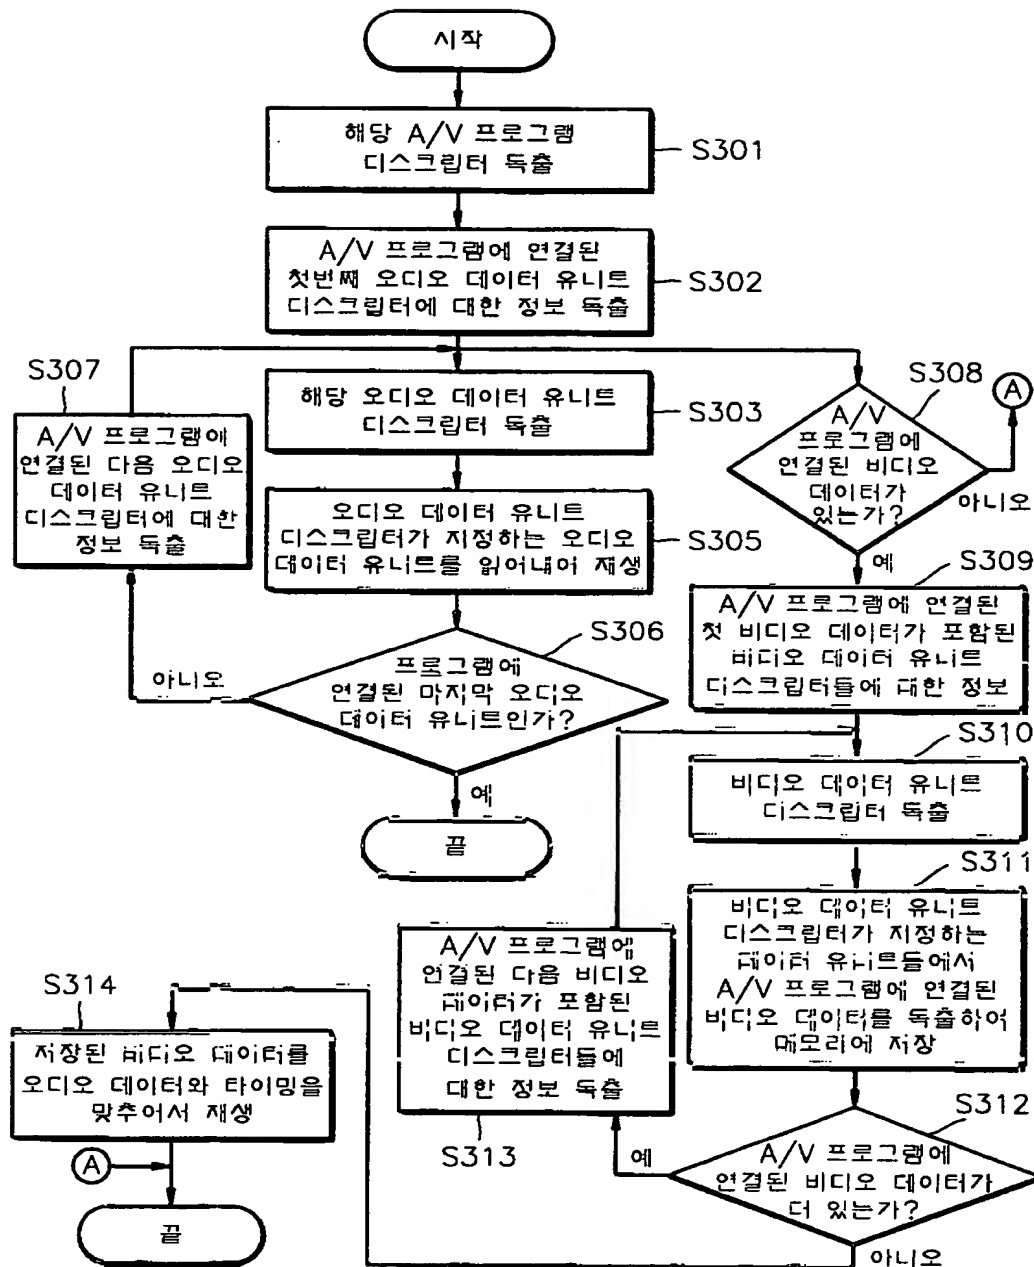 시작
해당 A/V 프로그램
디스크립터 독출
S301
A/V 프로그램에 연결된
첫번째 오디오 데이터 유니트
디스크립터에 대한 정보 독출
S302
S307
A/V 프로그램에
연결된 다음 오디오
데이터 유니트
디스크립터에 대한
정보 독출
해당 오디오 데이터 유니트
디스크립터 독출
S303
S308
A/V
프로그램에
연결된 비디오
데이터가
있는가?
A
아니오
예
오디오 데이터 유니트
디스크립터가 지정하는 오디오
데이터 유니트를 읽어내어 재생
S305
S306
프로그램에
연결된 마지막 오디오
데이터 유니트인가?
아니오
예
끝
S309
A/V 프로그램에 연결된
첫 비디오 데이터가 포함된
비디오 데이터 유니트
디스크립터들에 대한 정보
S310
비디오 데이터 유니트
디스크립터 독출
S311
비디오 데이터 유니트
디스크립터가 지정하는
데이터 유니트들에서
A/V 프로그램에 연결된
비디오 데이터를 독출하여
메모리에 저장
S312
A/V 프로그램에
연결된 비디오 데이터가
더 있는가?
예
아니오
A/V 프로그램에
연결된 다음 비디오
데이터가 포함된
비디오 데이터 유니트
디스크립터들에
대한 정보 독출
S313
S314
저장된 비디오 데이터를
오디오 데이터와 타이밍을
맞추어서 재생
A
끝